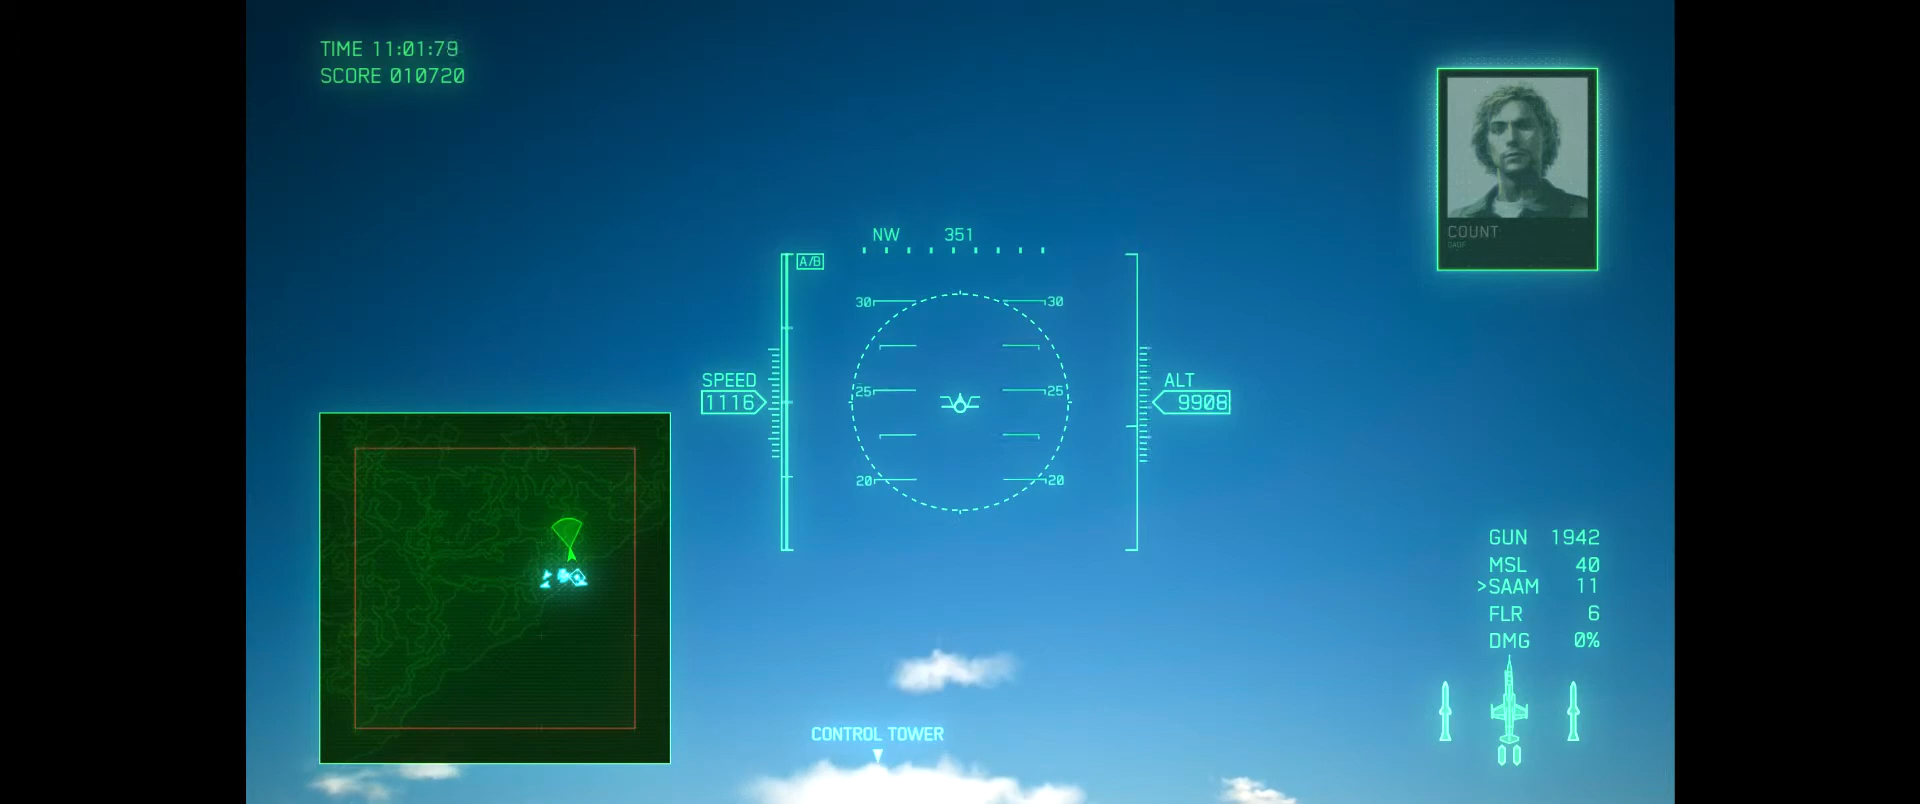 TIME 11:01:79
SCORE 010720
COUNT
OADF
NW 351
A/B
30 30
SPEED ALT
25 25
1116 9908
20 20
GUN 1942
MSL 40
>SAAM 11
FLR 6
DMG 0%
CONTROL TOWER